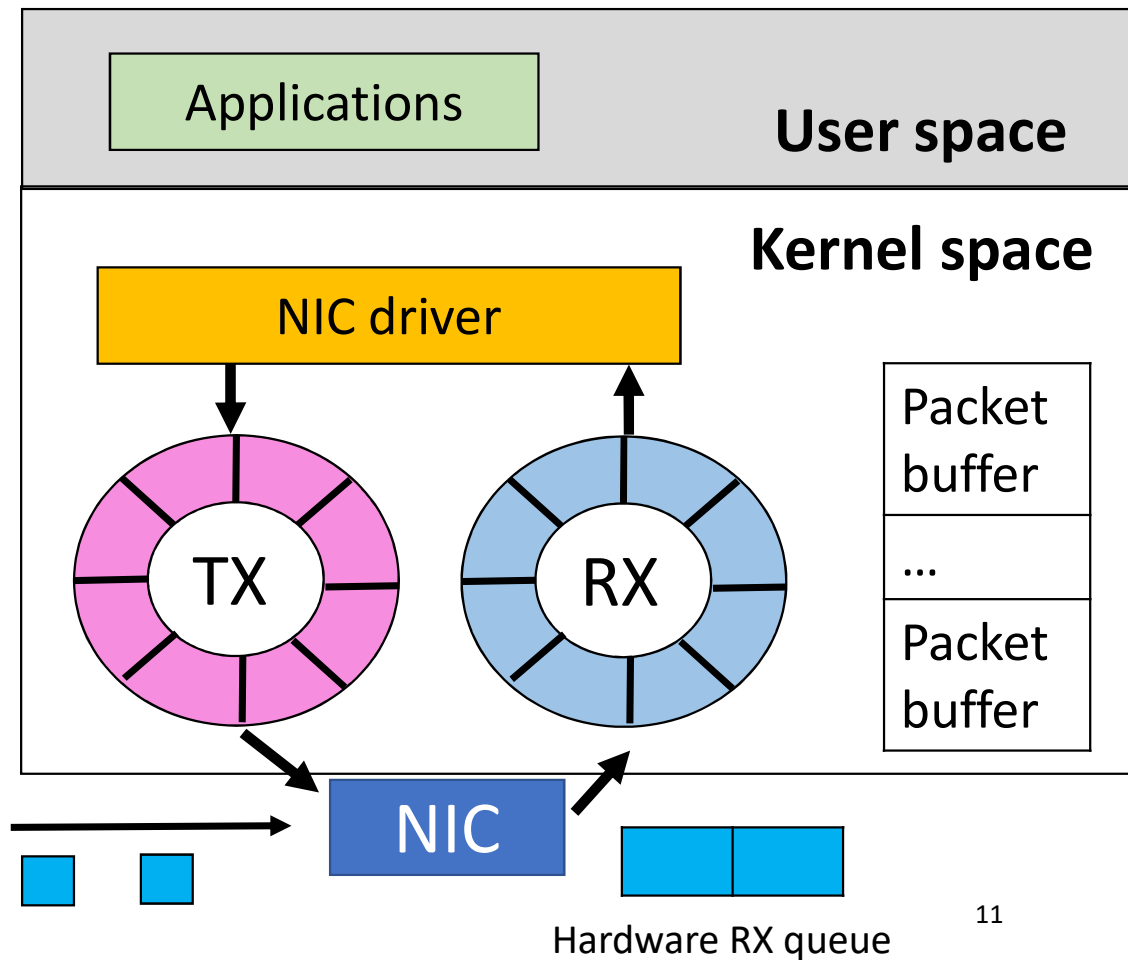 Applications
User space
Kernel space
NIC driver
Packet
buffer
...
Packet
buffer
TX
RX
NIC
Hardware RX queue
11